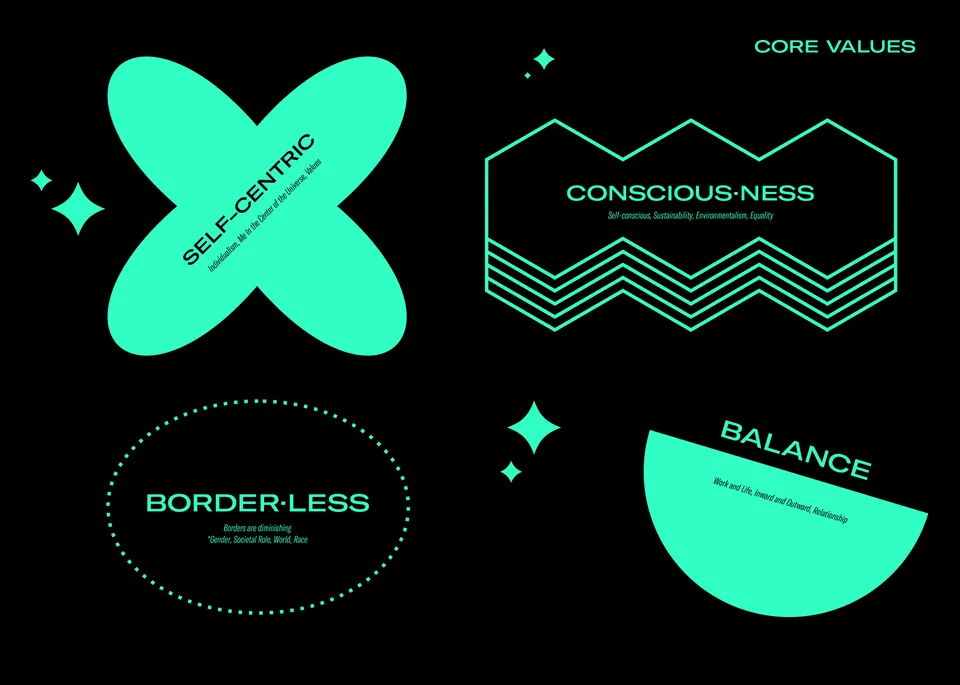 CORE VALUES
SELF-CENTRIC
Individualism, Me In the Center of the Universe, Values
CONSCIOUS·NESS
Self-conscious, Sustainability, Environmentalism, Equality
BORDER·LESS
Borders are diminishing
*Gender, Societal Role, World, Race
BALANCE
Work and Life, Inward and Outward, Relationship